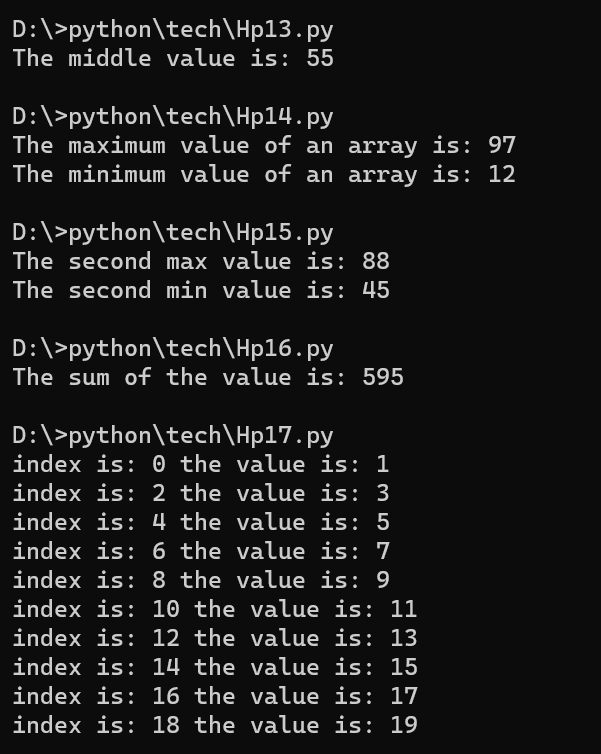 D:\>python\tech\Hp13.py
The middle value is: 55
D:\>python\tech\Hp14.py
The maximum value of an array is: 97
The minimum value of an array is: 12
D:\>python\tech\Hp15.py
The second max value is: 88
The second min value is: 45
D:\>python\tech\Hp16.py
The sum of the value is: 595
D:\>python\tech\Hp17.py
index is: 0 the value is: 1
index is: 2 the value is: 3
index is: 4 the value is: 5
index is: 6 the value is: 7
index is: 8 the value is: 9
index is: 10 the value is: 11
index is: 12 the value is: 13
index is: 14 the value is: 15
index is: 16 the value is: 17
index is: 18 the value is: 19